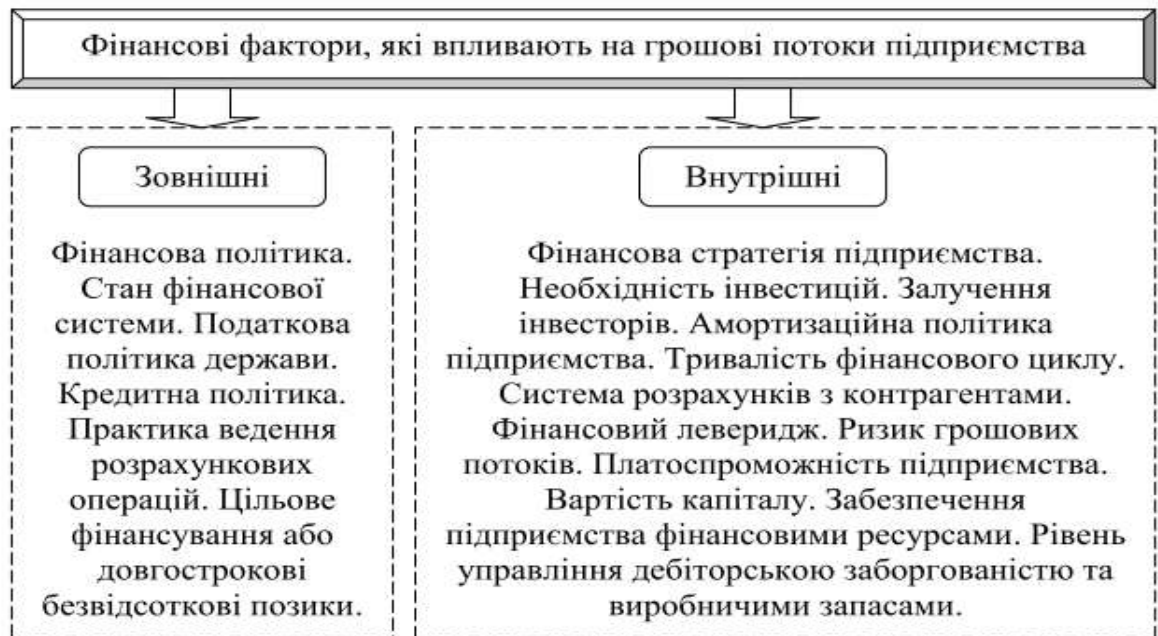 Фінансові фактори, які впливають на грошові потоки підприємства
Зовнішні
Фінансова політика.
Стан фінансової
системи. Податкова
політика держави.
Кредитна політика.
Практика ведення
розрахункових
операцій. Цільове
фінансування або
довгострокові
безвідсоткові позики.
Внутрішні
Фінансова стратегія підприємства.
Необхідність інвестицій. Залучення
інвесторів. Амортизаційна політика
підприємства. Тривалість фінансового циклу.
Система розрахунків з контрагентами.
Фінансовий леверидж. Ризик грошових
потоків. Платоспроможність підприємства.
Вартість капіталу. Забезпечення
підприємства фінансовими ресурсами. Рівень
управління дебіторською заборгованістю та
виробничими запасами.